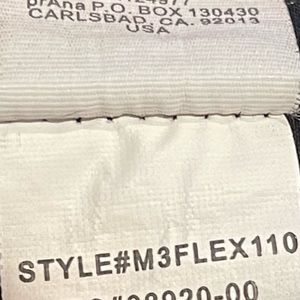 prAna P.O. BOX 130430
CARLSBAD, CA. 92013
USA
STYLE#M3FLEX110